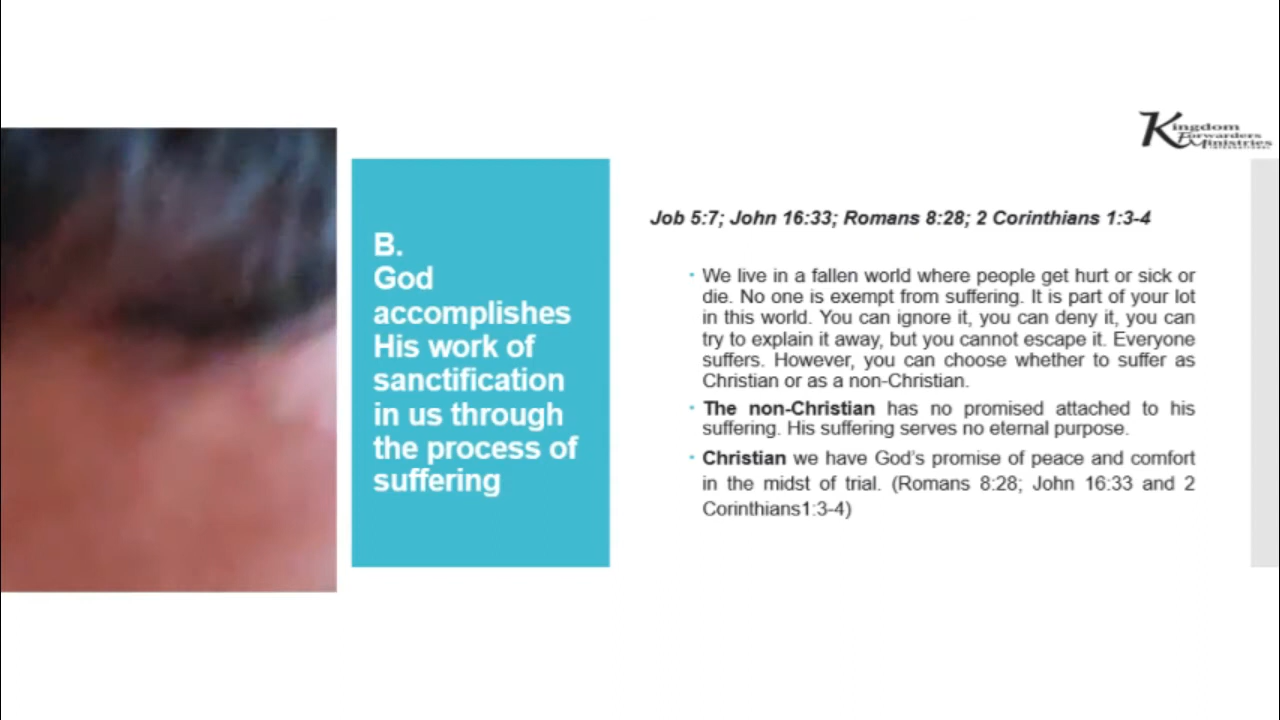 Kingdom
Forwarders
Ministries
INTERNATIONAL
B.
God
accomplishes
His work of
sanctification
in us through
the process of
suffering
Job 5:7; John 16:33; Romans 8:28; 2 Corinthians 1:3-4
• We live in a fallen world where people get hurt or sick or
die. No one is exempt from suffering. It is part of your lot
in this world. You can ignore it, you can deny it, you can
try to explain it away, but you cannot escape it. Everyone
suffers. However, you can choose whether to suffer as
Christian or as a non-Christian.
• The non-Christian has no promised attached to his
suffering. His suffering serves no eternal purpose.
• Christian we have God's promise of peace and comfort
in the midst of trial. (Romans 8:28; John 16:33 and 2
Corinthians1:3-4)